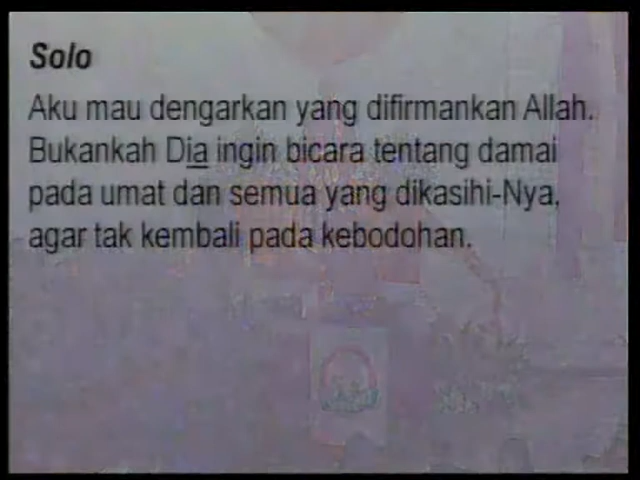 Solo
Aku mau dengarkan yang difirmankan Allah.
Bukankah Dia ingin bicara tentang damai
pada umat dan semua yang dikasihi-Nya,
agar tak kembali pada kebodohan.